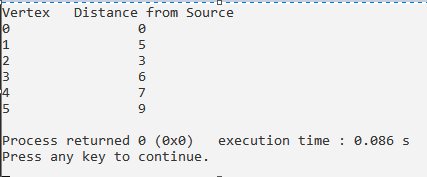 Vertex   Distance from Source
0                0
1                5
2                3
3                6
4                7
5                9
Process returned 0 (0x0)   execution time : 0.086 s
Press any key to continue.